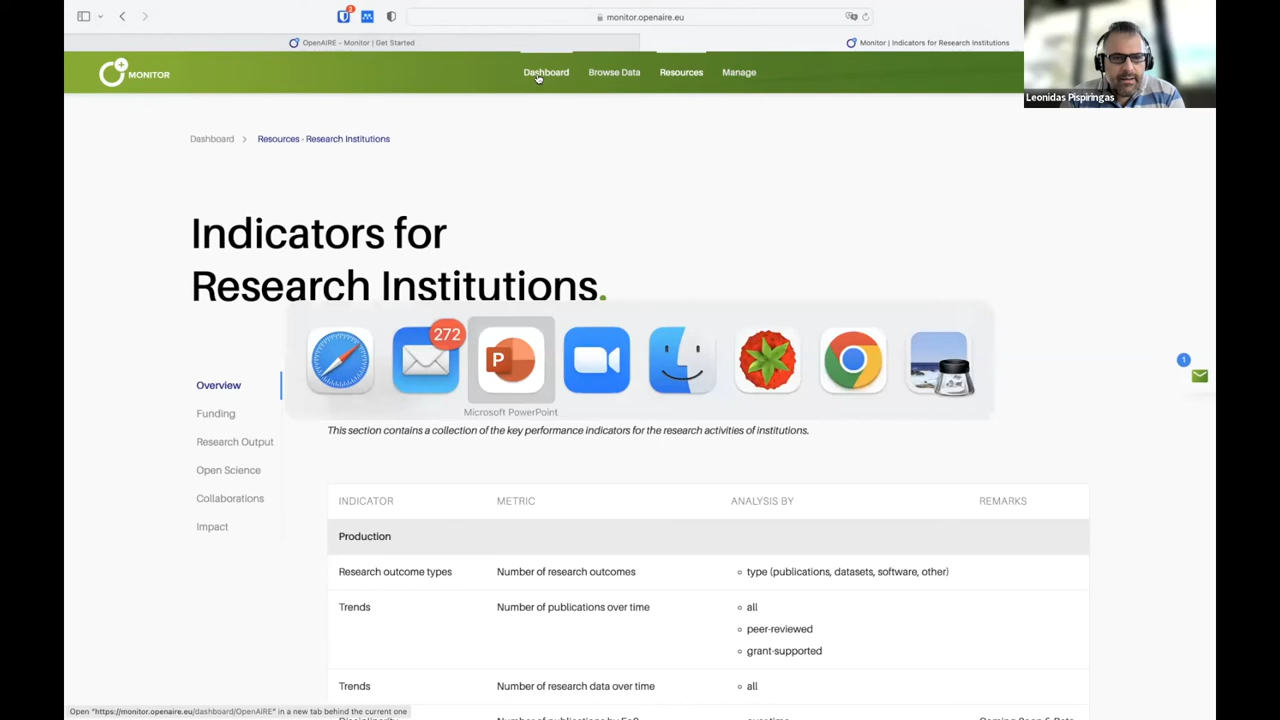 3
monitor.openaire.eu
OpenAIRE – Monitor | Get Started
Monitor | Indicators for Research Institutions
MONITOR
Dashboard
Browse Data
Resources
Manage
Leonidas Pispiringas
Dashboard
Resources - Research Institutions
Indicators for
Research Institutions.
272
P
Microsoft PowerPoint
1
Overview
Funding
Research Output
Open Science
Collaborations
Impact
This section contains a collection of the key performance indicators for the research activities of institutions.
INDICATOR METRIC ANALYSIS BY REMARKS
Production
Research outcome types Number of research outcomes type (publications, datasets, software, other)
Trends Number of publications over time all
peer-reviewed
grant-supported
Trends Number of research data over time all
Open "https://monitor.openaire.eu/dashboard/OpenAIRE" in a new tab behind the current one